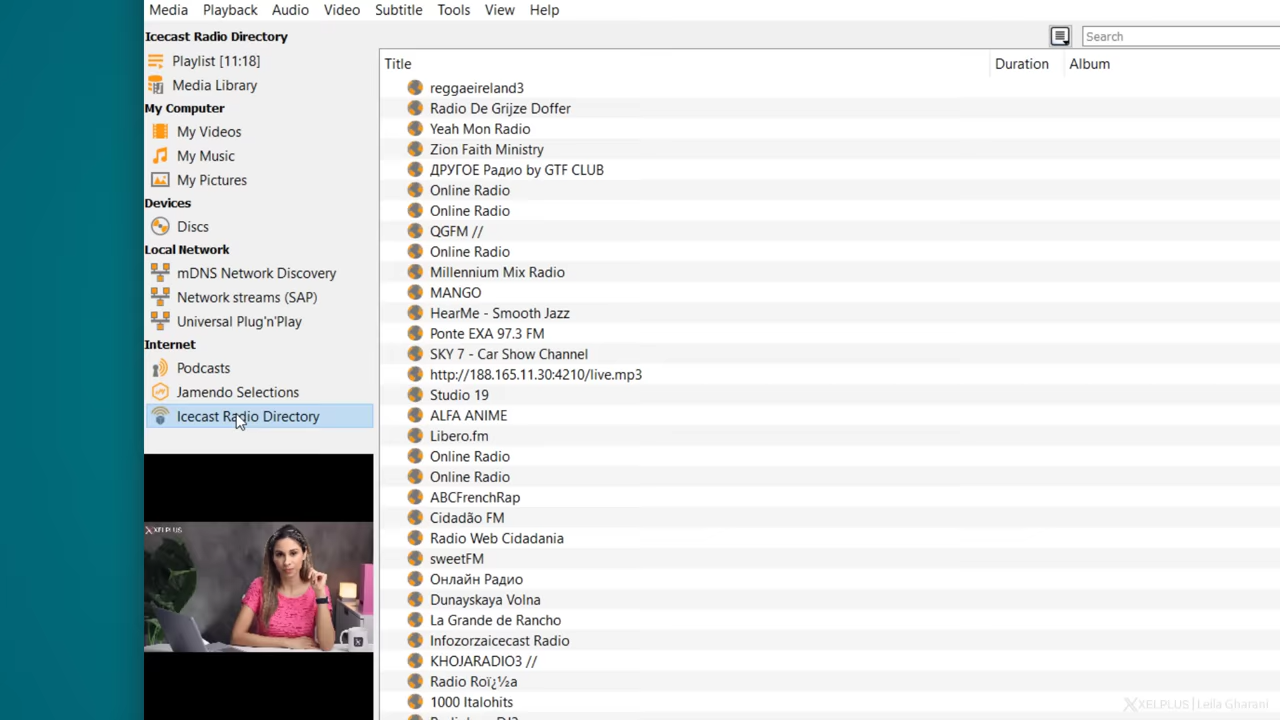 Media Playback Audio Video Subtitle Tools View Help
Icecast Radio Directory
Search
Playlist [11:18]
Media Library
My Computer
My Videos
My Music
My Pictures
Devices
Discs
Local Network
mDNS Network Discovery
Network streams (SAP)
Universal Plug'n'Play
Internet
Podcasts
Jamendo Selections
Icecast Radio Directory
XELPLUS
Title Duration Album
reggaeireland3
Radio De Grijze Doffer
Yeah Mon Radio
Zion Faith Ministry
ДРУГОЕ Радио by GTF CLUB
Online Radio
Online Radio
QGFM //
Online Radio
Millennium Mix Radio
MANGO
HearMe - Smooth Jazz
Ponte EXA 97.3 FM
SKY 7 - Car Show Channel
http://188.165.11.30:4210/live.mp3
Studio 19
ALFA ANIME
Libero.fm
Online Radio
Online Radio
ABCFrenchRap
Cidadão FM
Radio Web Cidadania
sweetFM
Онлайн Радио
Dunayskaya Volna
La Grande de Rancho
Infozorzaicecast Radio
KHOJARADIO3 //
Radio Roï¿½a
1000 Italohits
XELPLUS | Leila Gharani